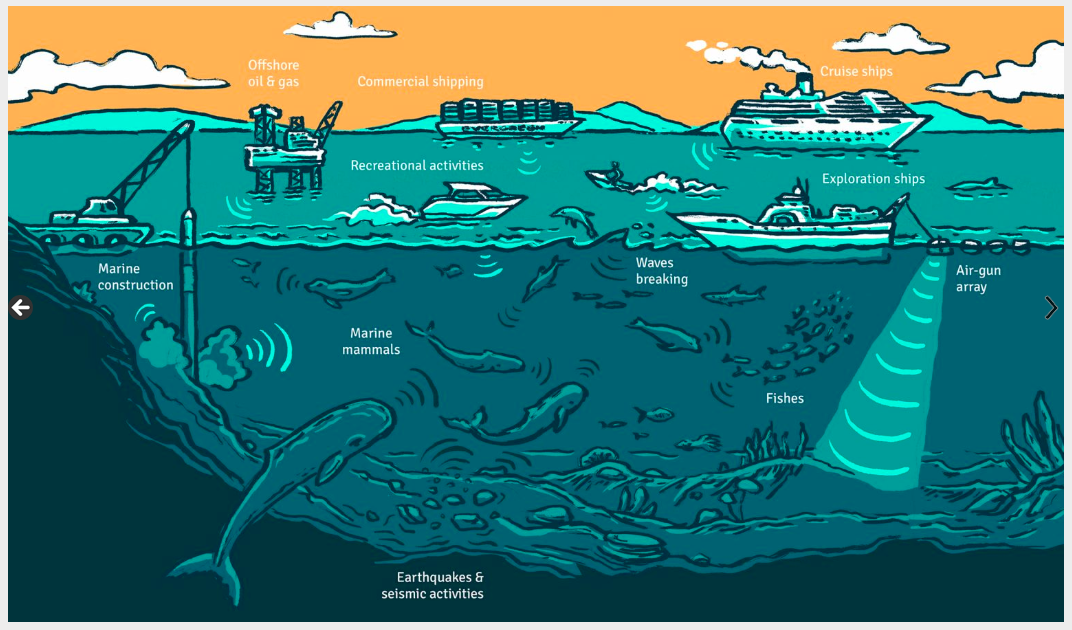 Offshore
oil & gas
Commercial shipping
Cruise ships
EVERGREEN
Recreational activities
Exploration ships
Marine
construction
Waves
breaking
Air-gun
array
Marine
mammals
Fishes
Earthquakes &
seismic activities